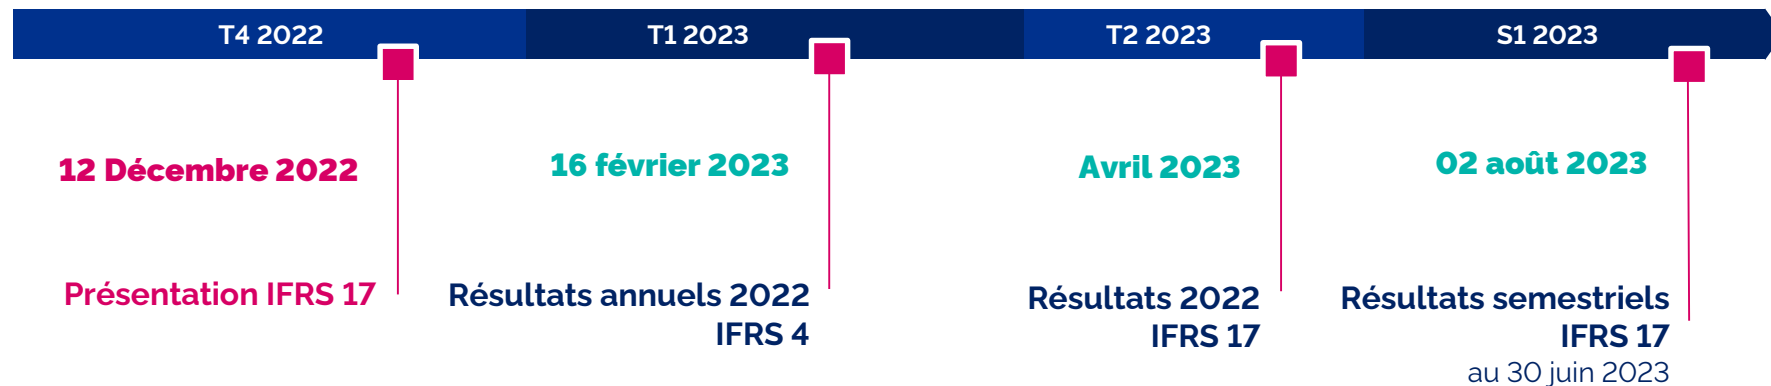 T4 2022
T1 2023
T2 2023
S1 2023
12 Décembre 2022
16 février 2023
Avril 2023
02 août 2023
Présentation IFRS 17
Résultats annuels 2022
IFRS 4
Résultats 2022
IFRS 17
Résultats semestriels
IFRS 17
au 30 juin 2023